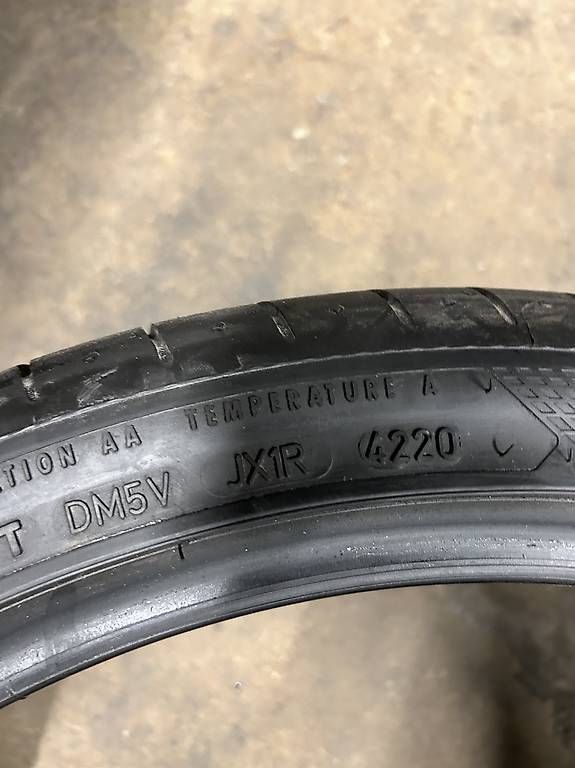 TION AA TEMPERATURE A
T DM5V JX1R 4220